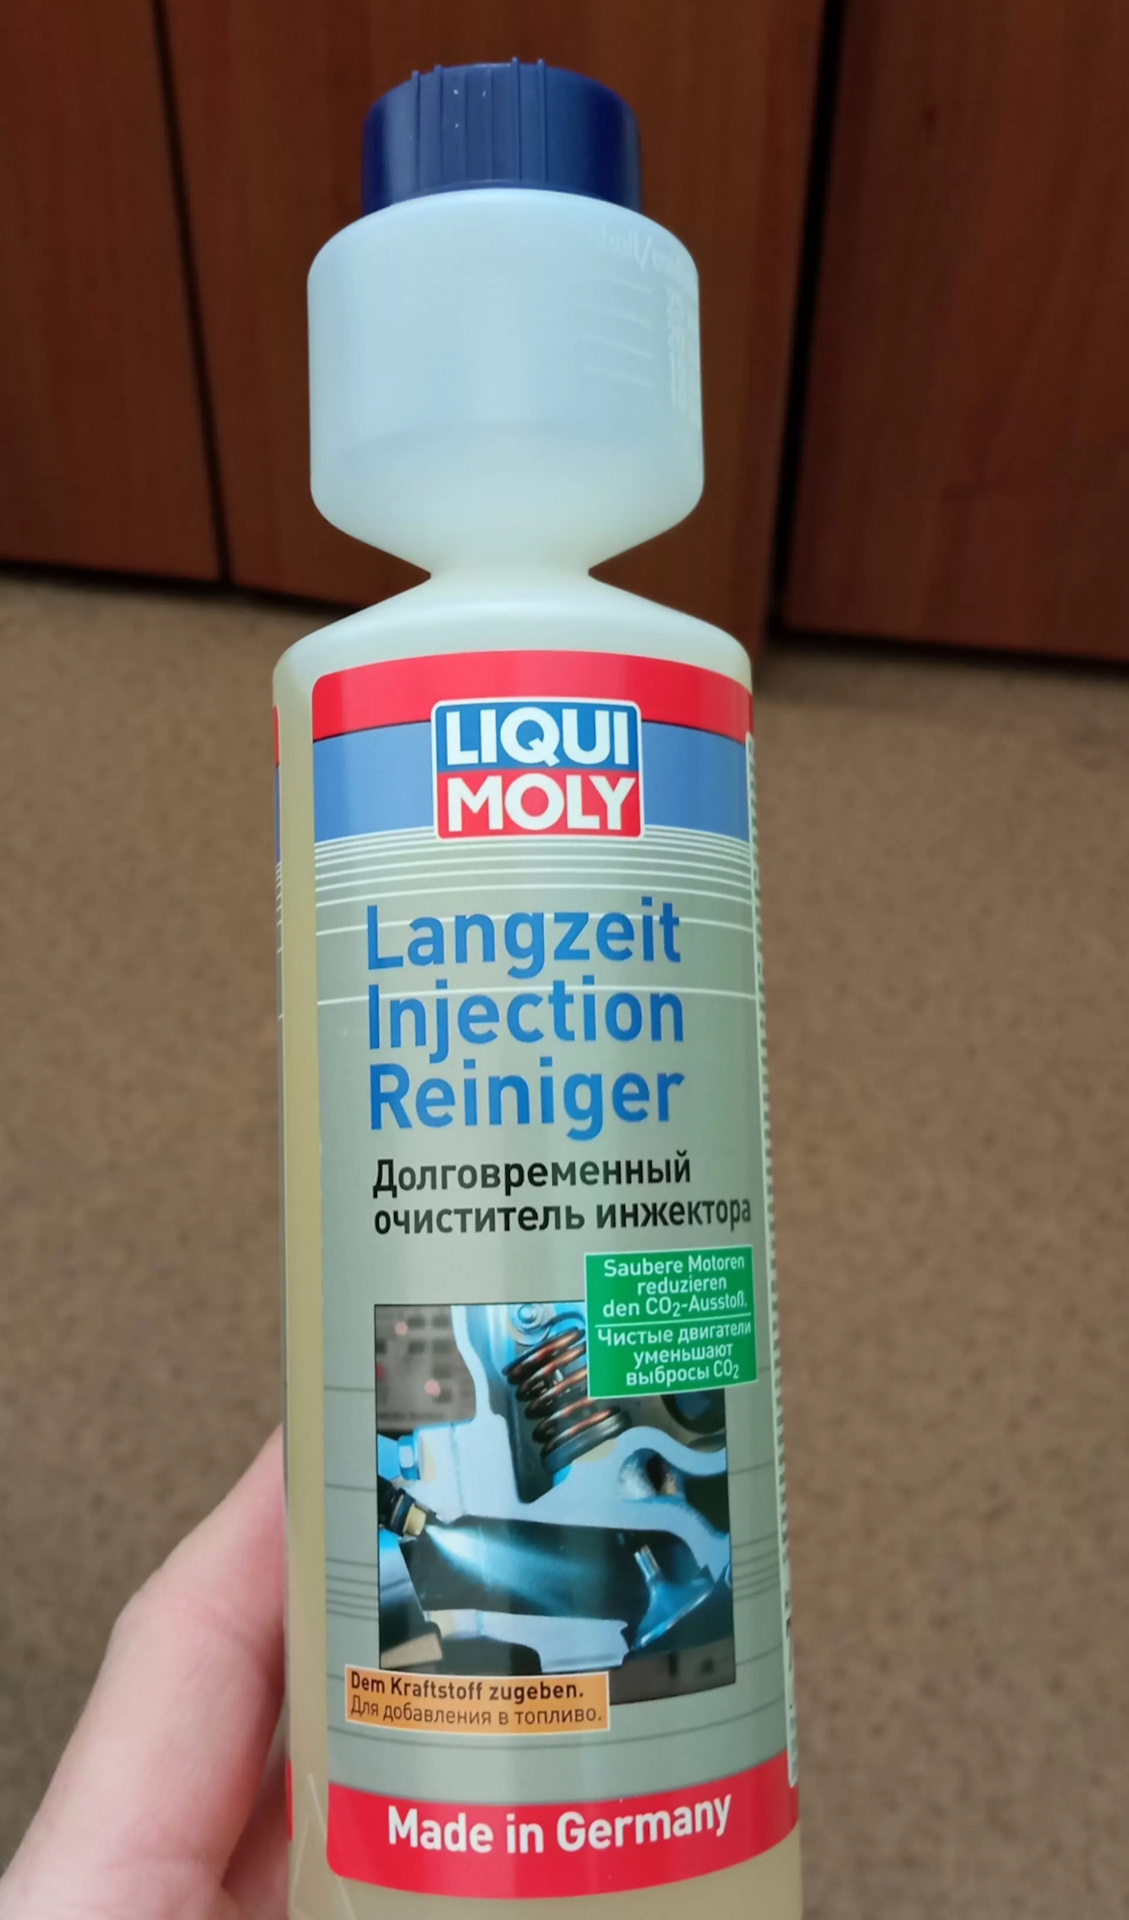 LIQUI
MOLY
Langzeit
Injection
Reiniger
Долговременный
очиститель инжектора
Saubere Motoren
reduzieren
den CO₂-Ausstoß.
Чистые двигатели
уменьшают
выбросы CO₂
Dem Kraftstoff zugeben.
Для добавления в топливо.
Made in Germany